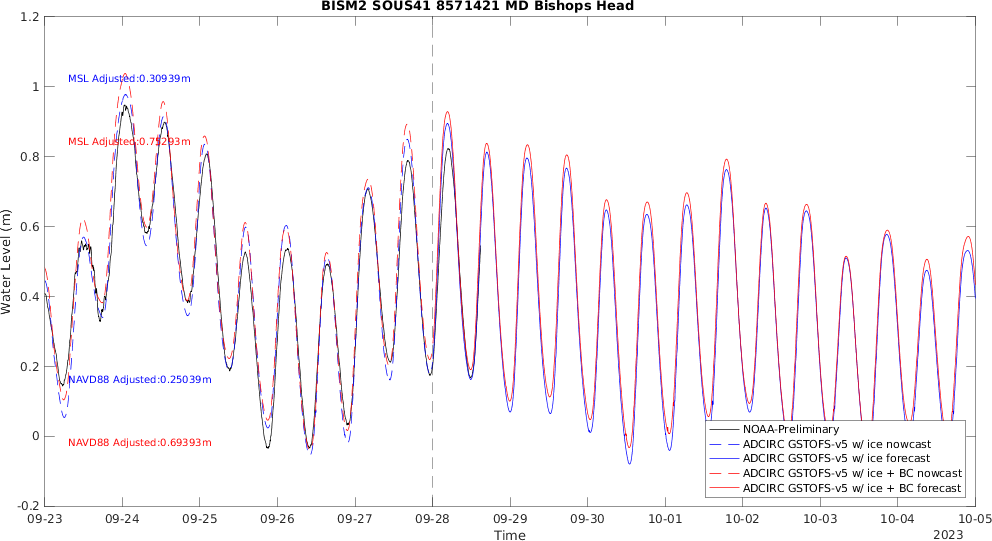 BISM2 SOUS41 8571421 MD Bishops Head
1.2
1
0.8
0.6
0.4
0.2
0
-0.2
Water Level (m)
MSL Adjusted:0.30939m
MSL Adjusted:0.75293m
NAVD88 Adjusted:0.25039m
NAVD88 Adjusted:0.69393m
NOAA-Preliminary
ADCIRC GSTOFS-v5 w/ ice nowcast
ADCIRC GSTOFS-v5 w/ ice forecast
ADCIRC GSTOFS-v5 w/ ice + BC nowcast
ADCIRC GSTOFS-v5 w/ ice + BC forecast
09-23 09-24 09-25 09-26 09-27 09-28 09-29 09-30 10-01 10-02 10-03 10-04 10-05
Time
2023